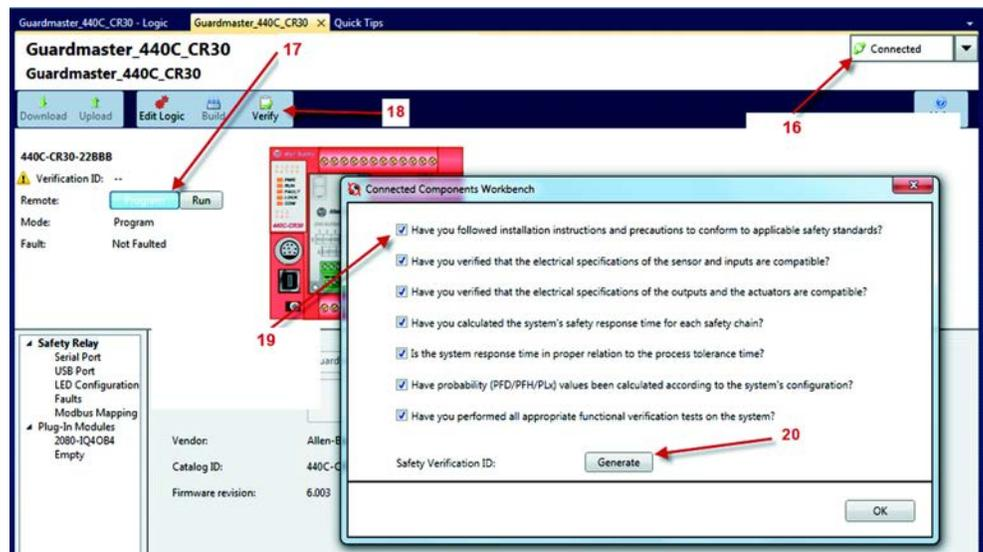 Guardmaster_440C_CR30 - Logic
Guardmaster_440C_CR30
Quick Tips
Guardmaster_440C_CR30
17
Guardmaster_440C_CR30
Connected
16
Download
Upload
Edit Logic
Build
Verify
18
440C-CR30-22BBB
Verification ID: --
Remote:
Program
Run
Mode:
Program
Fault:
Not Faulted
PWR
RUN
FAULT
LOCK
COM
440C-CR30
Connected Components Workbench
Have you followed installation instructions and precautions to conform to applicable safety standards?
Have you verified that the electrical specifications of the sensor and inputs are compatible?
Have you verified that the electrical specifications of the outputs and the actuators are compatible?
Have you calculated the system's safety response time for each safety chain?
Is the system response time in proper relation to the process tolerance time?
Have probability (PFD/PFH/PLx) values been calculated according to the system's configuration?
Have you performed all appropriate functional verification tests on the system?
19
20
Safety Verification ID:
Generate
OK
Safety Relay
Serial Port
USB Port
LED Configuration
Faults
Modbus Mapping
Plug-In Modules
2080-IQ4OB4
Empty
Vendor:
Allen-B
Catalog ID:
440C-C
Firmware revision:
6.003